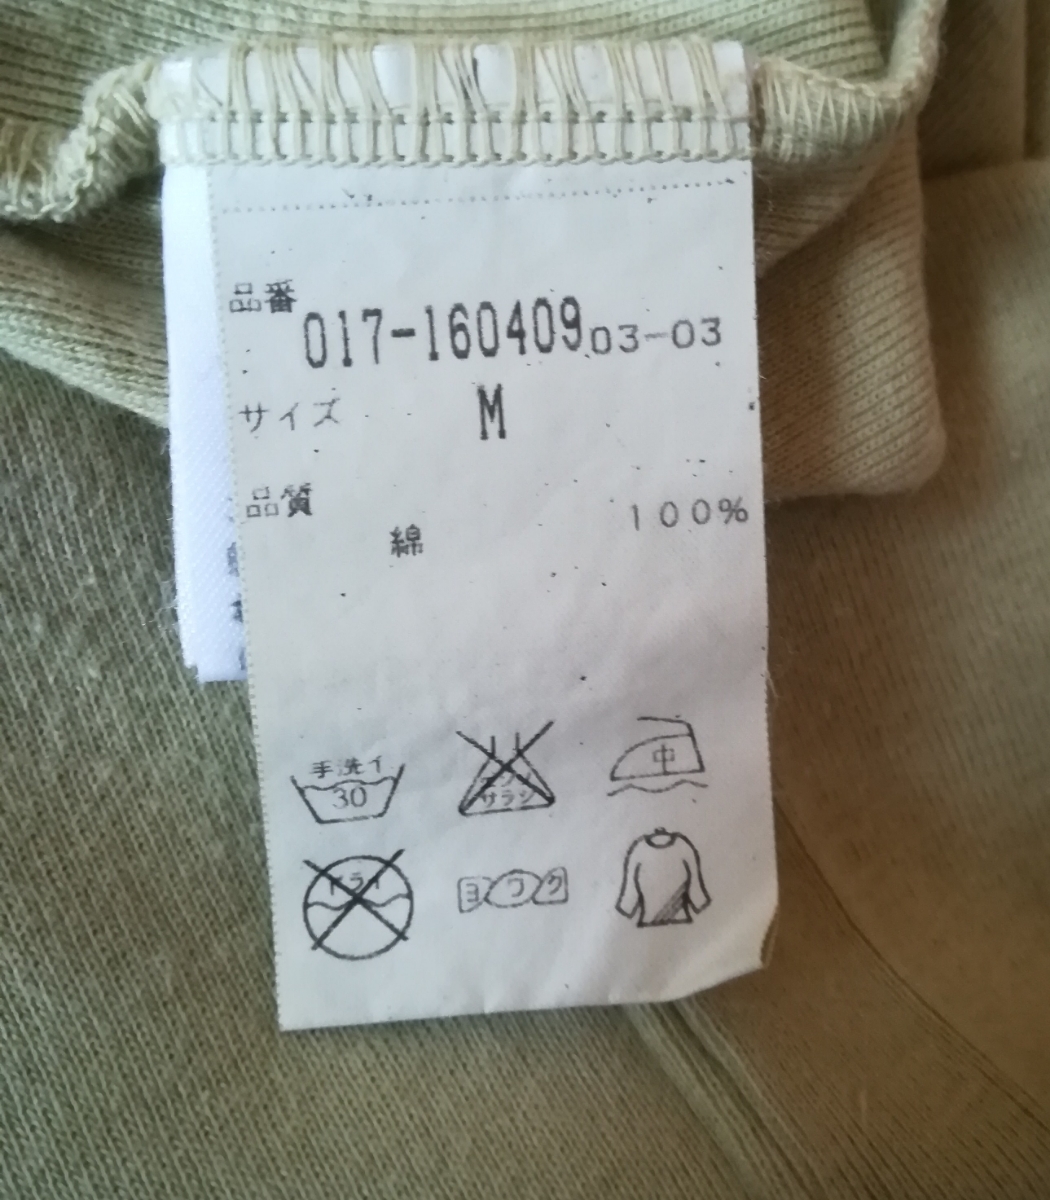 品番
017-160409 03-03
サイズ M
品質
綿 100%
手洗イ
30
エンソ
サラシ
中
ドライ
ヨワク